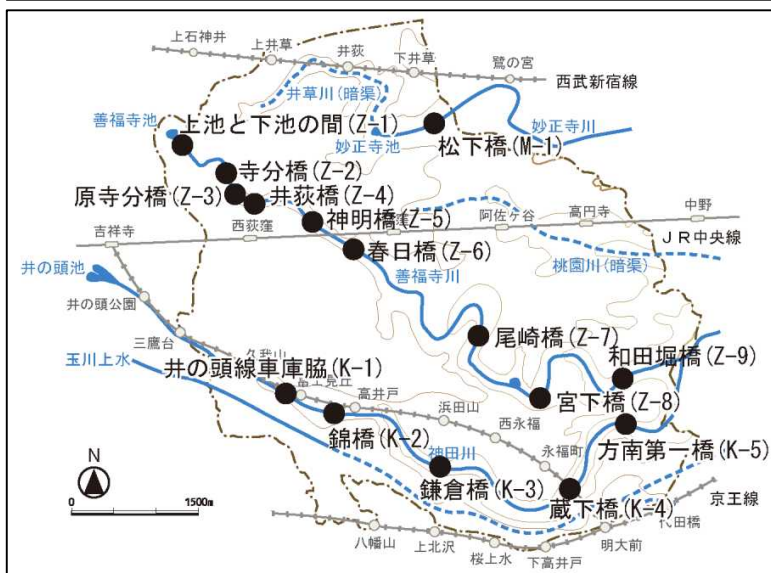 上石神井
上井草
井荻
下井草
鷺の宮
西武新宿線
井草川(暗渠)
善福寺池
上池と下池の間(Z-1)
妙正寺池
松下橋(M-1)
妙正寺川
寺分橋(Z-2)
原寺分橋(Z-3)
井荻橋(Z-4)
神明橋(Z-5)
阿佐ケ谷
高円寺
中野
吉祥寺
西荻窪
JR中央線
春日橋(Z-6)
井の頭池
善福寺川
桃園川(暗渠)
井の頭公園
三鷹台
尾崎橋(Z-7)
和田堀橋(Z-9)
玉川上水
井の頭線車庫脇(K-1)
高井戸
宮下橋(Z-8)
浜田山
錦橋(K-2)
西永福
方南第一橋(K-5)
神田川
永福町
N
鎌倉橋(K-3)
蔵下橋(K-4)
京王線
0
1500m
八幡山
上北沢
桜上水
下高井戸
明大前